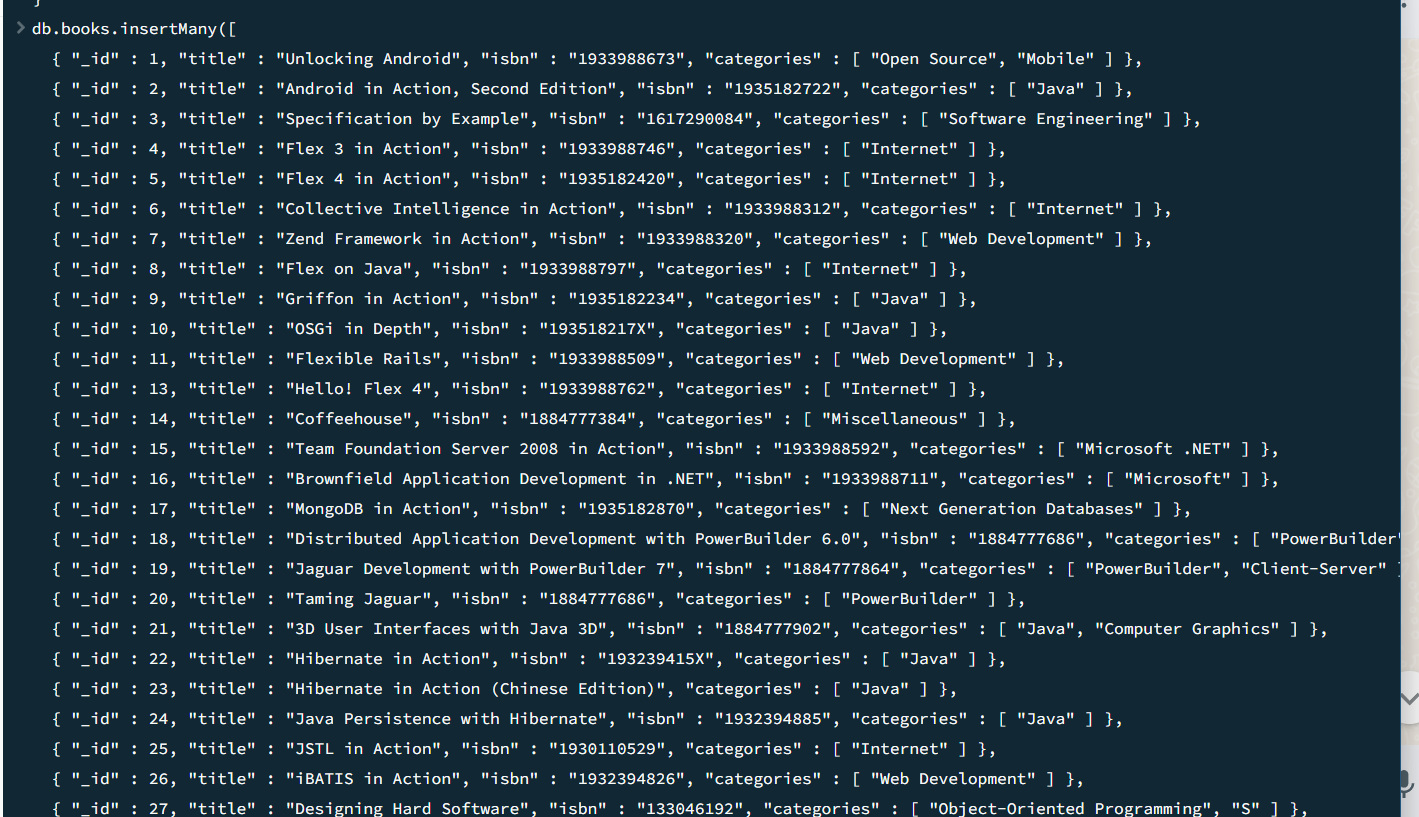 }
db.books.insertMany([
{ "_id" : 1, "title" : "Unlocking Android", "isbn" : "1933988673", "categories" : [ "Open Source", "Mobile" ] },
{ "_id" : 2, "title" : "Android in Action, Second Edition", "isbn" : "1935182722", "categories" : [ "Java" ] },
{ "_id" : 3, "title" : "Specification by Example", "isbn" : "1617290084", "categories" : [ "Software Engineering" ] },
{ "_id" : 4, "title" : "Flex 3 in Action", "isbn" : "1933988746", "categories" : [ "Internet" ] },
{ "_id" : 5, "title" : "Flex 4 in Action", "isbn" : "1935182420", "categories" : [ "Internet" ] },
{ "_id" : 6, "title" : "Collective Intelligence in Action", "isbn" : "1933988312", "categories" : [ "Internet" ] },
{ "_id" : 7, "title" : "Zend Framework in Action", "isbn" : "1933988320", "categories" : [ "Web Development" ] },
{ "_id" : 8, "title" : "Flex on Java", "isbn" : "1933988797", "categories" : [ "Internet" ] },
{ "_id" : 9, "title" : "Griffon in Action", "isbn" : "1935182234", "categories" : [ "Java" ] },
{ "_id" : 10, "title" : "OSGi in Depth", "isbn" : "193518217X", "categories" : [ "Java" ] },
{ "_id" : 11, "title" : "Flexible Rails", "isbn" : "1933988509", "categories" : [ "Web Development" ] },
{ "_id" : 13, "title" : "Hello! Flex 4", "isbn" : "1933988762", "categories" : [ "Internet" ] },
{ "_id" : 14, "title" : "Coffeehouse", "isbn" : "1884777384", "categories" : [ "Miscellaneous" ] },
{ "_id" : 15, "title" : "Team Foundation Server 2008 in Action", "isbn" : "1933988592", "categories" : [ "Microsoft .NET" ] },
{ "_id" : 16, "title" : "Brownfield Application Development in .NET", "isbn" : "1933988711", "categories" : [ "Microsoft" ] },
{ "_id" : 17, "title" : "MongoDB in Action", "isbn" : "1935182870", "categories" : [ "Next Generation Databases" ] },
{ "_id" : 18, "title" : "Distributed Application Development with PowerBuilder 6.0", "isbn" : "1884777686", "categories" : [ "PowerBuilder"
{ "_id" : 19, "title" : "Jaguar Development with PowerBuilder 7", "isbn" : "1884777864", "categories" : [ "PowerBuilder", "Client-Server" ]
{ "_id" : 20, "title" : "Taming Jaguar", "isbn" : "1884777686", "categories" : [ "PowerBuilder" ] },
{ "_id" : 21, "title" : "3D User Interfaces with Java 3D", "isbn" : "1884777902", "categories" : [ "Java", "Computer Graphics" ] },
{ "_id" : 22, "title" : "Hibernate in Action", "isbn" : "193239415X", "categories" : [ "Java" ] },
{ "_id" : 23, "title" : "Hibernate in Action (Chinese Edition)", "categories" : [ "Java" ] },
{ "_id" : 24, "title" : "Java Persistence with Hibernate", "isbn" : "1932394885", "categories" : [ "Java" ] },
{ "_id" : 25, "title" : "JSTL in Action", "isbn" : "1930110529", "categories" : [ "Internet" ] },
{ "_id" : 26, "title" : "iBATIS in Action", "isbn" : "1932394826", "categories" : [ "Web Development" ] },
{ "_id" : 27, "title" : "Designing Hard Software", "isbn" : "133046192", "categories" : [ "Object-Oriented Programming", "S" ] },